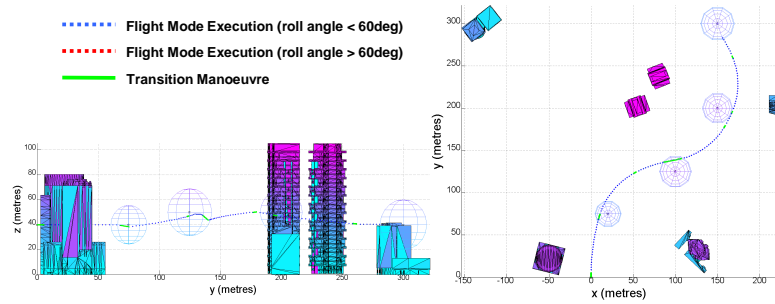 Flight Mode Execution (roll angle < 60deg)
Flight Mode Execution (roll angle > 60deg)
Transition Manoeuvre
100
80
60
40
20
0
z (metres)
0 50 100 150 200 250 300
y (metres)
300
250
200
150
100
50
0
y (metres)
-150 -100 -50 0 50 100 150 200
x (metres)